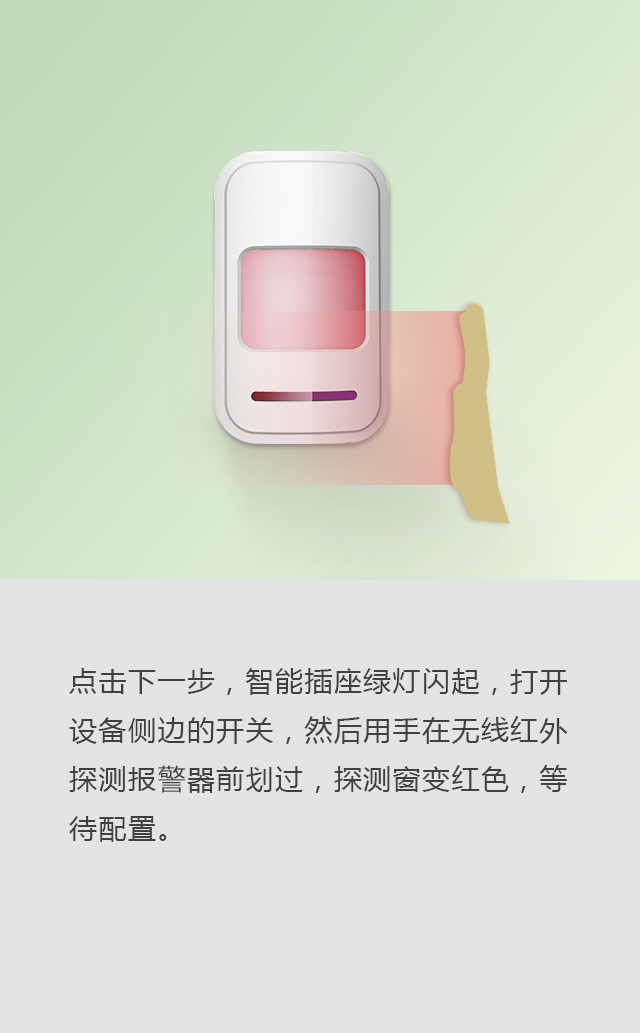 点击下一步，智能插座绿灯闪起，打开
设备侧边的开关，然后用手在无线红外
探测报警器前划过，探测窗变红色，等
待配置。